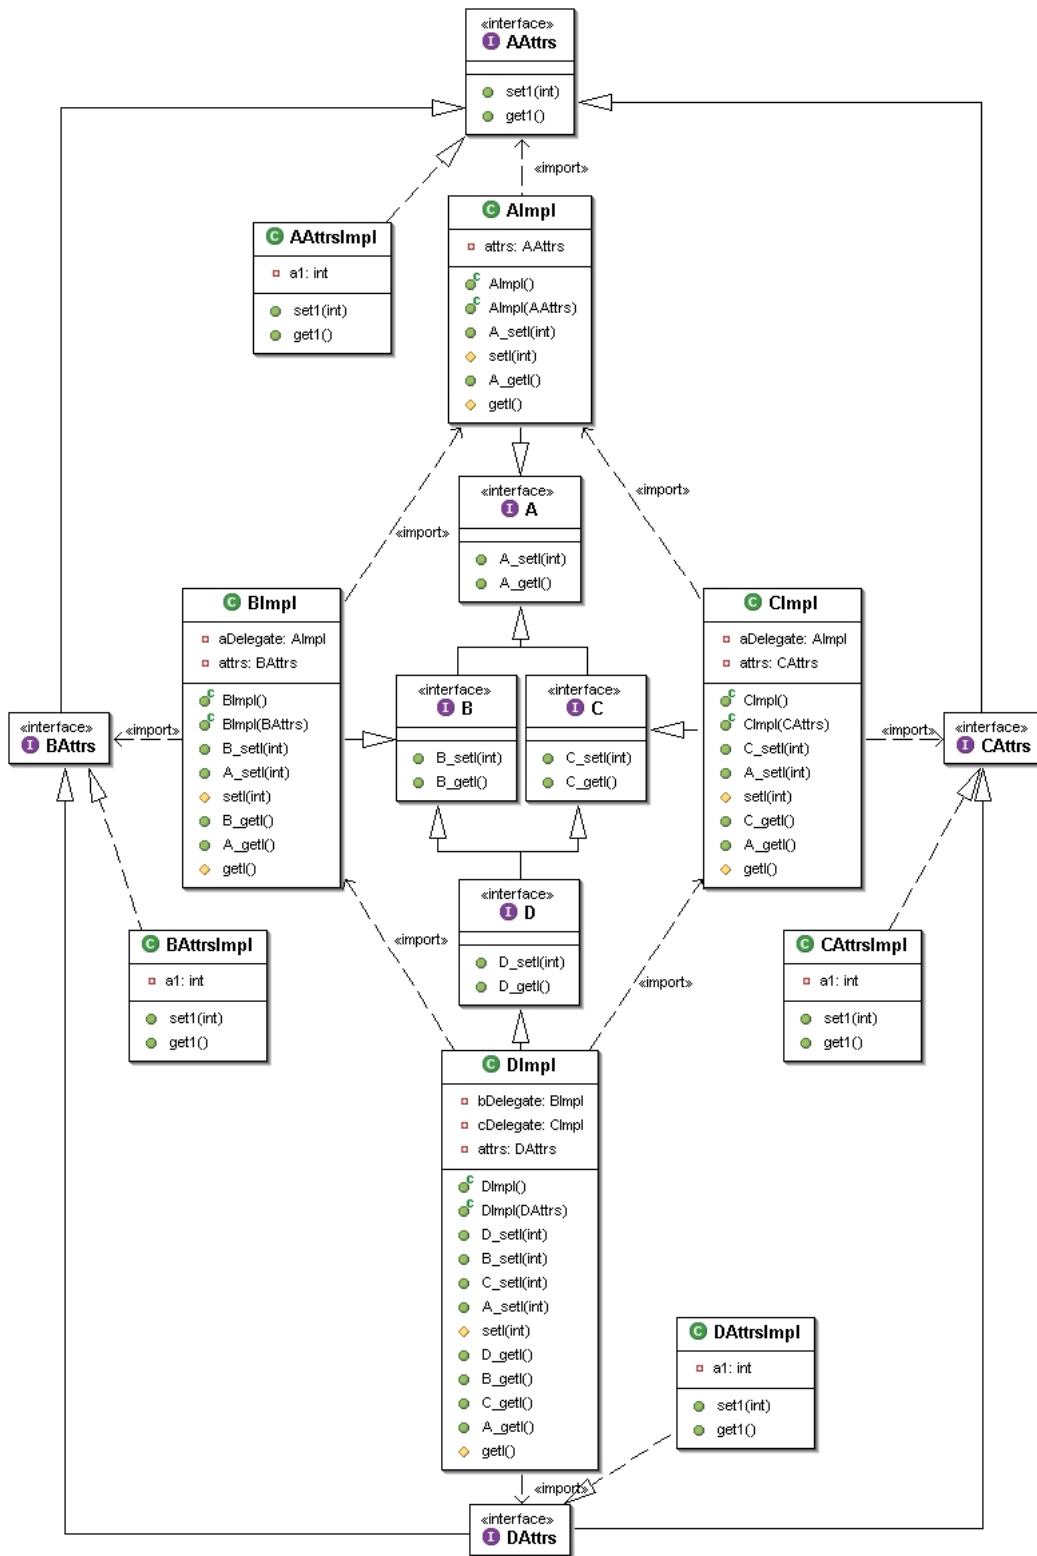 «interface»
AAttrs
set1(int)
get1()
«import»
AImpl
attrs: AAttrs
AImpl()
AImpl(AAttrs)
A_setI(int)
setI(int)
A_getI()
getI()
AAttrsImpl
a1: int
set1(int)
get1()
«import»
«import»
«interface»
A
A_setI(int)
A_getI()
BImpl
aDelegate: AImpl
attrs: BAttrs
BImpl()
BImpl(BAttrs)
B_setI(int)
A_setI(int)
setI(int)
B_getI()
A_getI()
getI()
CImpl
aDelegate: AImpl
attrs: CAttrs
CImpl()
CImpl(CAttrs)
C_setI(int)
A_setI(int)
setI(int)
C_getI()
A_getI()
getI()
«interface»
B
B_setI(int)
B_getI()
«interface»
C
C_setI(int)
C_getI()
«interface»
BAttrs
«import»
«import»
«interface»
CAttrs
«interface»
D
D_setI(int)
D_getI()
«import»
«import»
BAttrsImpl
a1: int
set1(int)
get1()
CAttrsImpl
a1: int
set1(int)
get1()
DImpl
bDelegate: BImpl
cDelegate: CImpl
attrs: DAttrs
DImpl()
DImpl(DAttrs)
D_setI(int)
B_setI(int)
C_setI(int)
A_setI(int)
setI(int)
D_getI()
B_getI()
C_getI()
A_getI()
getI()
DAttrsImpl
a1: int
set1(int)
get1()
«import»
«interface»
DAttrs